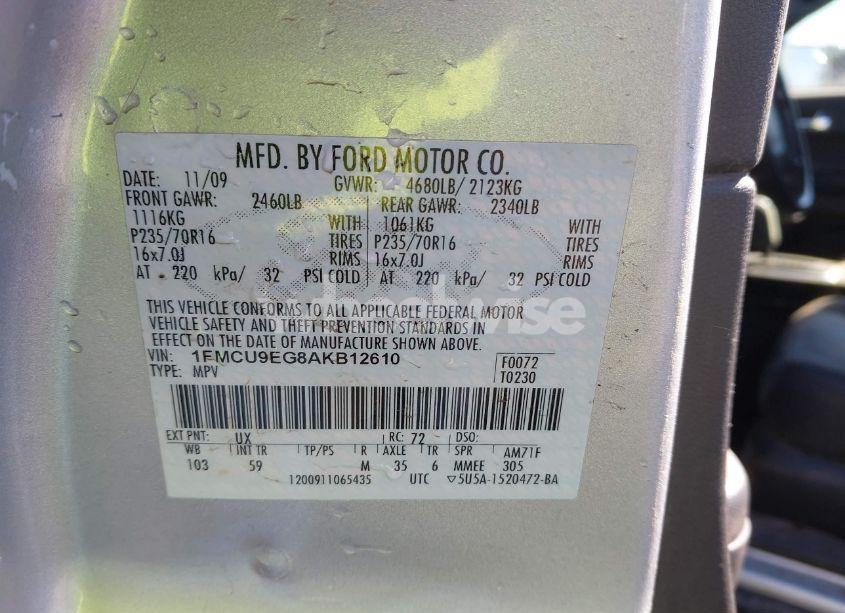 MFD. BY FORD MOTOR CO.
DATE: 11/09 GVWR: 4680LB/ 2123KG
FRONT GAWR: 2460LB REAR GAWR: 2340LB
1116KG WITH 1061KG WITH
P235/70R16 TIRES P235/70R16 TIRES
16x7.0J RIMS 16x7.0J RIMS
AT 220 kPa/ 32 PSI COLD AT 220 kPa/ 32 PSI COLD
THIS VEHICLE CONFORMS TO ALL APPLICABLE FEDERAL MOTOR
VEHICLE SAFETY AND THEFT PREVENTION STANDARDS IN
EFFECT ON THE DATE OF MANUFACTURE SHOWN ABOVE.
VIN: 1FMCU9EG8AKB12610 F0072
TYPE: MPV T0230
EXT PNT: UX RC: 72 DSO:
WB INT TR TP/PS R AXLE TR SPR AM71F
103 59 M 35 6 MMEE 305
1200911065435 UTC ▽5U5A-1520472-BA